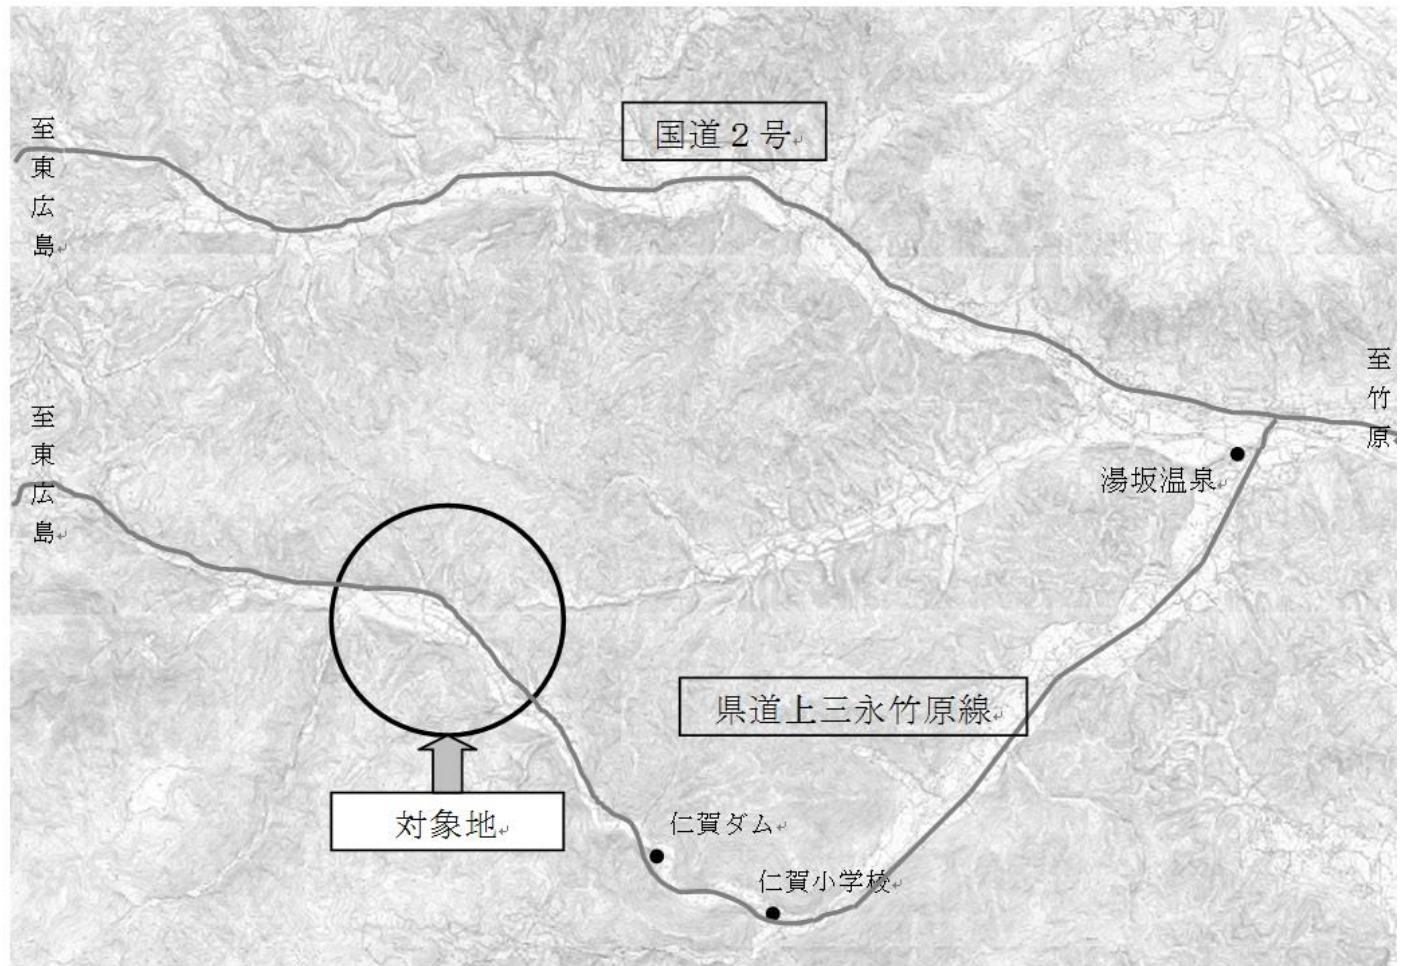 国道２号
至東広島
至竹原
至東広島
湯坂温泉
県道上三永竹原線
対象地
仁賀ダム
仁賀小学校